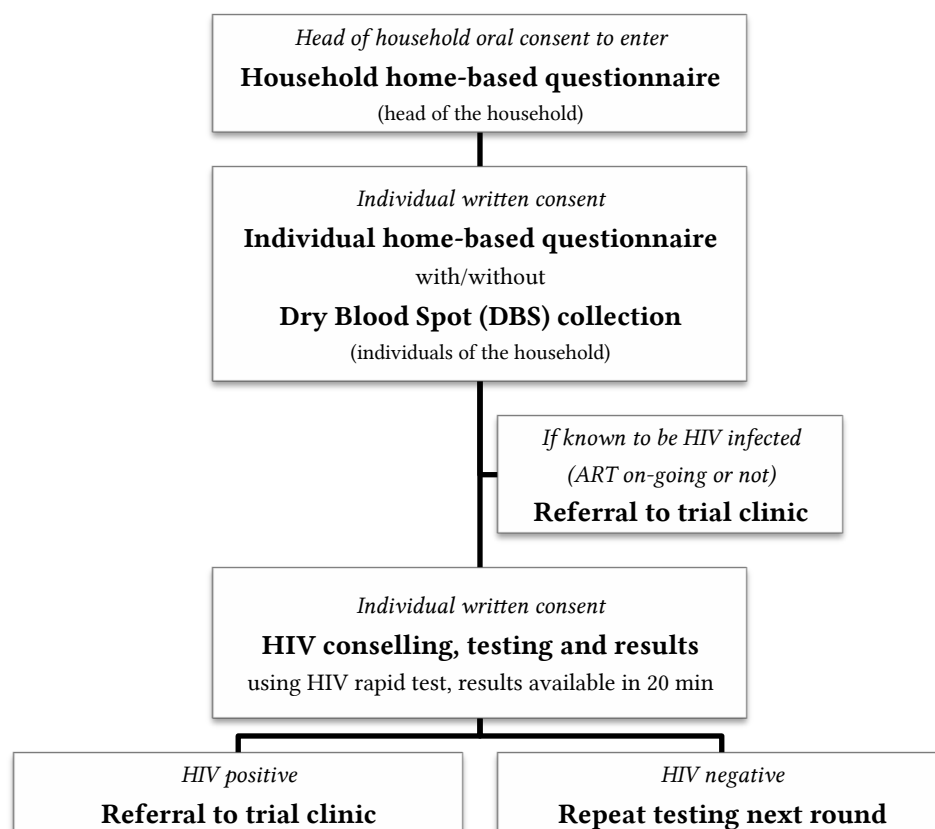 Head of household oral consent to enter
Household home-based questionnaire
(head of the household)
Individual written consent
Individual home-based questionnaire
with/without
Dry Blood Spot (DBS) collection
(individuals of the household)
If known to be HIV infected
(ART on-going or not)
Referral to trial clinic
Individual written consent
HIV conselling, testing and results
using HIV rapid test, results available in 20 min
HIV positive
Referral to trial clinic
HIV negative
Repeat testing next round